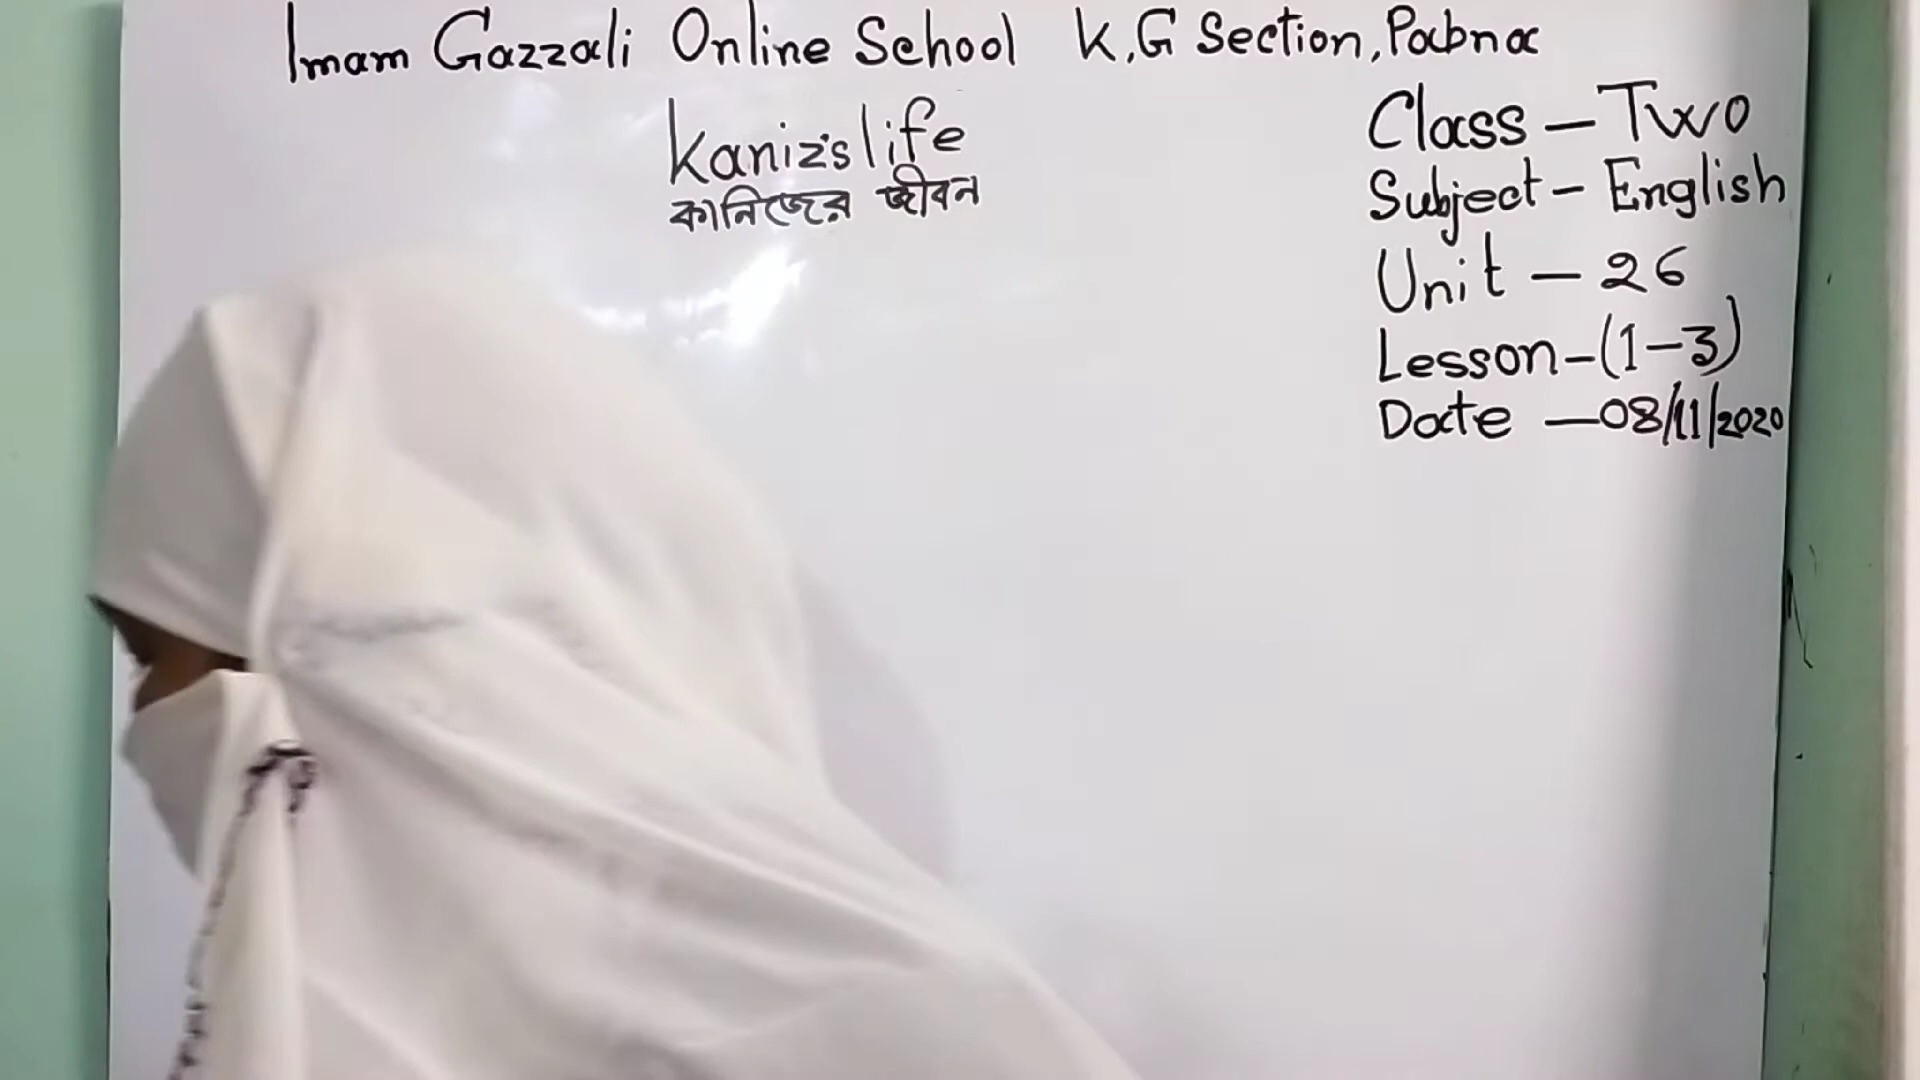 Imam Gazzali Online School K,G Section, Pabna
Kaniz's life
কানিজের জীবন
Class – Two
Subject – English
Unit – 26
Lesson – (1–3)
Date – 08/11/2020